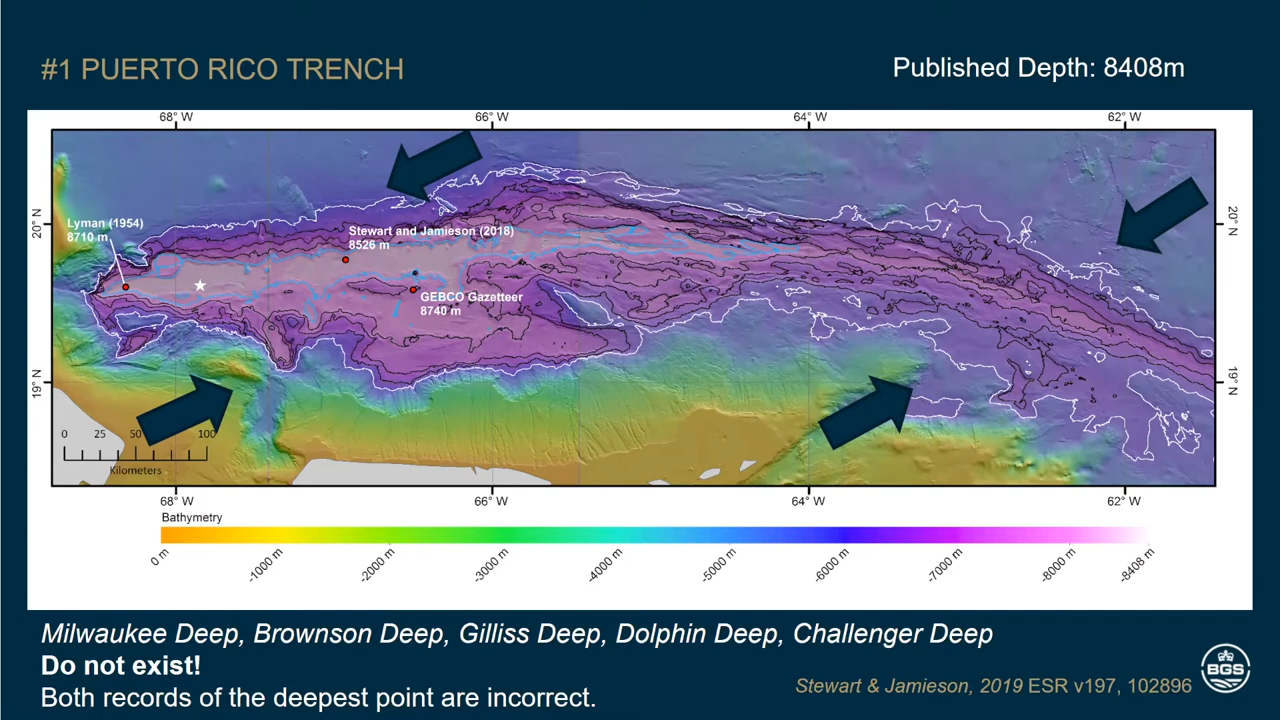 #1 PUERTO RICO TRENCH
Published Depth: 8408m
68° W
66° W
64° W
62° W
20° N
20° N
Lyman (1954)
8710 m
Stewart and Jamieson (2018)
8526 m
GEBCO Gazetteer
8740 m
19° N
19° N
0 25 50 100
Kilometers
68° W
66° W
64° W
62° W
Bathymetry
0 m
-1000 m
-2000 m
-3000 m
-4000 m
-5000 m
-6000 m
-7000 m
-8000 m
-8408 m
Milwaukee Deep, Brownson Deep, Gilliss Deep, Dolphin Deep, Challenger Deep
Do not exist!
Both records of the deepest point are incorrect.
Stewart & Jamieson, 2019 ESR v197, 102896
BGS